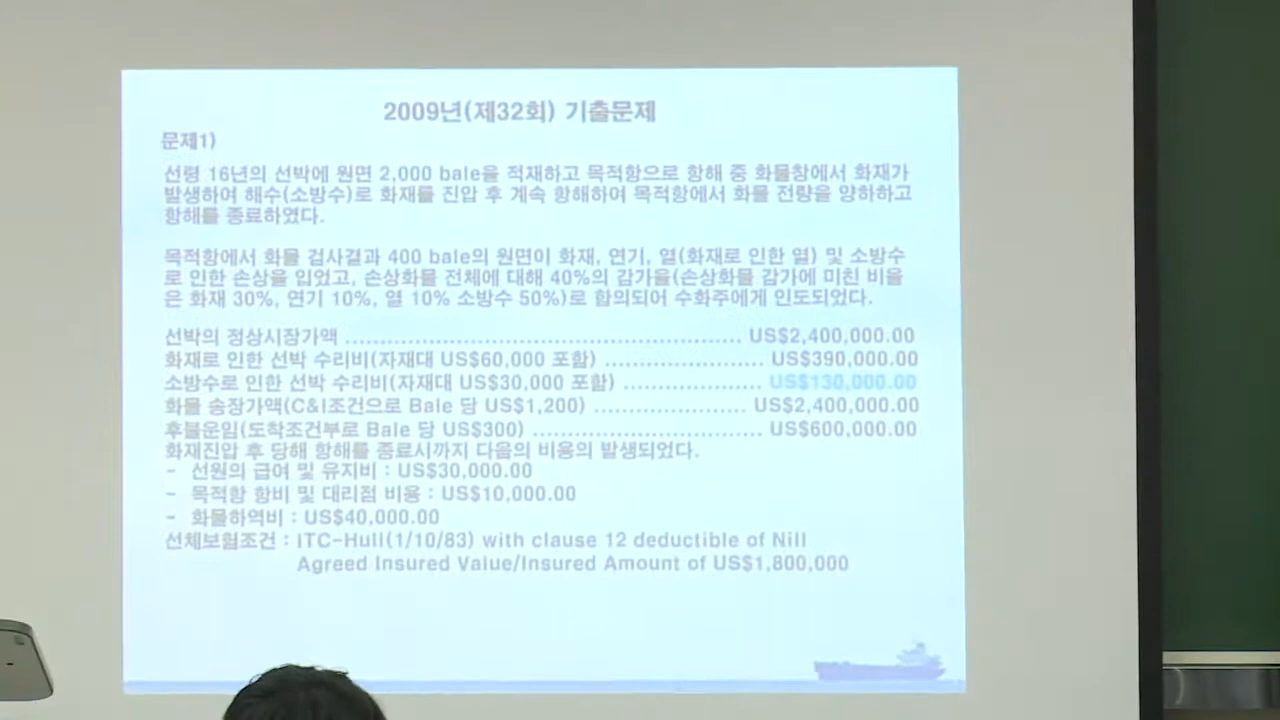 2009년(제32회) 기출문제
문제1)
선령 16년의 선박에 원면 2,000 bale을 적재하고 목적항으로 항해 중 화물창에서 화재가
발생하여 해수(소방수)로 화재를 진압 후 계속 항해하여 목적항에서 화물 전량을 양하하고
항해를 종료하였다.
목적항에서 화물 검사결과 400 bale의 원면이 화재, 연기, 열(화재로 인한 열) 및 소방수
로 인한 손상을 입었고, 손상화물 전체에 대해 40%의 감가율(손상화물 감가에 미친 비율
은 화재 30%, 연기 10%, 열 10% 소방수 50%)로 합의되어 수화주에게 인도되었다.
선박의 정상시장가액 ........................................................ US$2,400,000.00
화재로 인한 선박 수리비(자재대 US$60,000 포함) ...................... US$390,000.00
소방수로 인한 선박 수리비(자재대 US$30,000 포함) .................... US$130,000.00
화물 송장가액(C&I조건으로 Bale 당 US$1,200) ..................... US$2,400,000.00
후불운임(도착조건부로 Bale 당 US$300) ................................ US$600,000.00
화재진압 후 당해 항해를 종료시까지 다음의 비용의 발생되었다.
- 선원의 급여 및 유지비 : US$30,000.00
- 목적항 항비 및 대리점 비용 : US$10,000.00
- 화물하역비 : US$40,000.00
선체보험조건 : ITC-Hull(1/10/83) with clause 12 deductible of Nill
Agreed Insured Value/Insured Amount of US$1,800,000